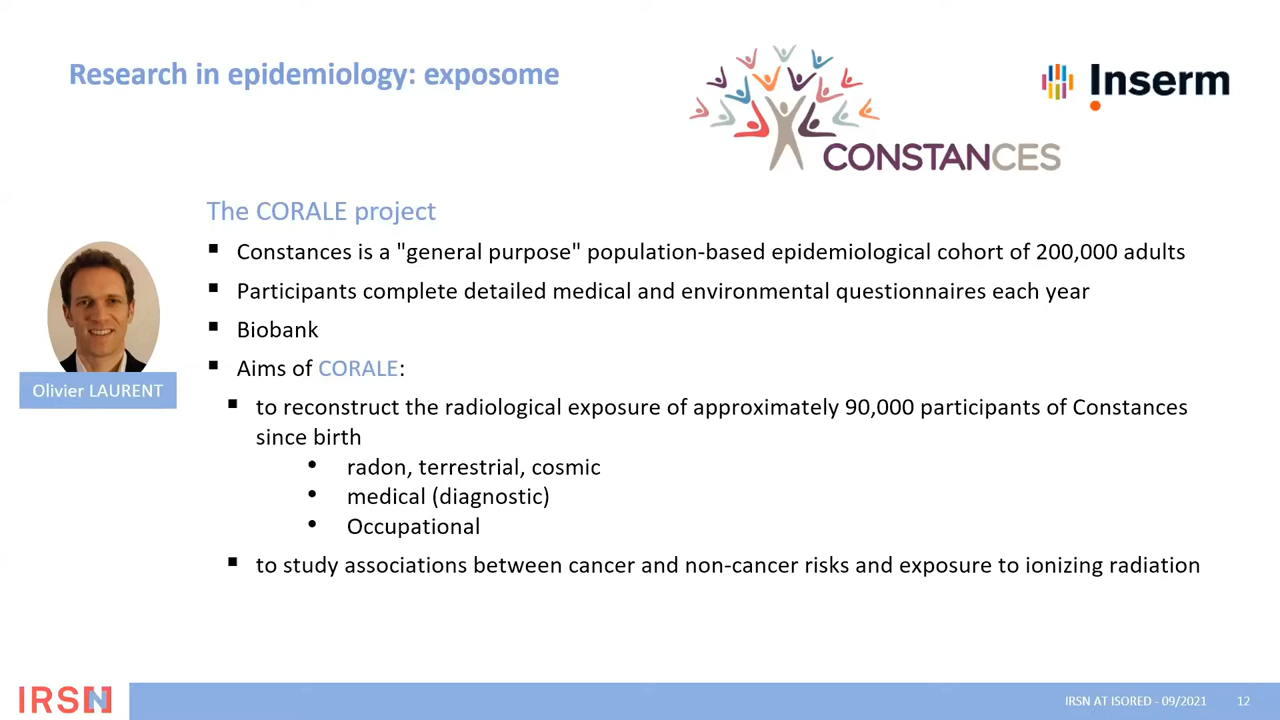 Research in epidemiology: exposome
Inserm
CONSTANCES
The CORALE project
▪ Constances is a "general purpose" population-based epidemiological cohort of 200,000 adults
▪ Participants complete detailed medical and environmental questionnaires each year
▪ Biobank
▪ Aims of CORALE:
▪ to reconstruct the radiological exposure of approximately 90,000 participants of Constances
since birth
• radon, terrestrial, cosmic
• medical (diagnostic)
• Occupational
▪ to study associations between cancer and non-cancer risks and exposure to ionizing radiation
Olivier LAURENT
IRSN
IRSN AT ISORED - 09/2021
12